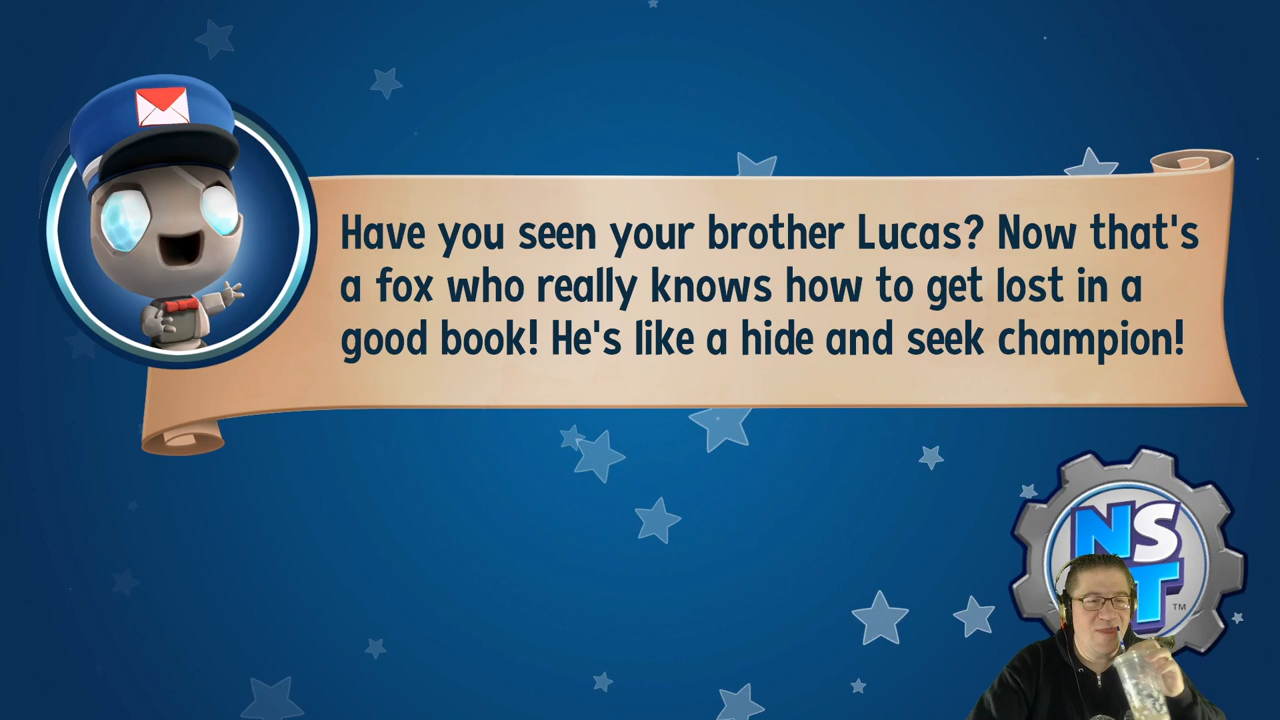 Have you seen your brother Lucas? Now that's
a fox who really knows how to get lost in a
good book! He's like a hide and seek champion!
NS
T™